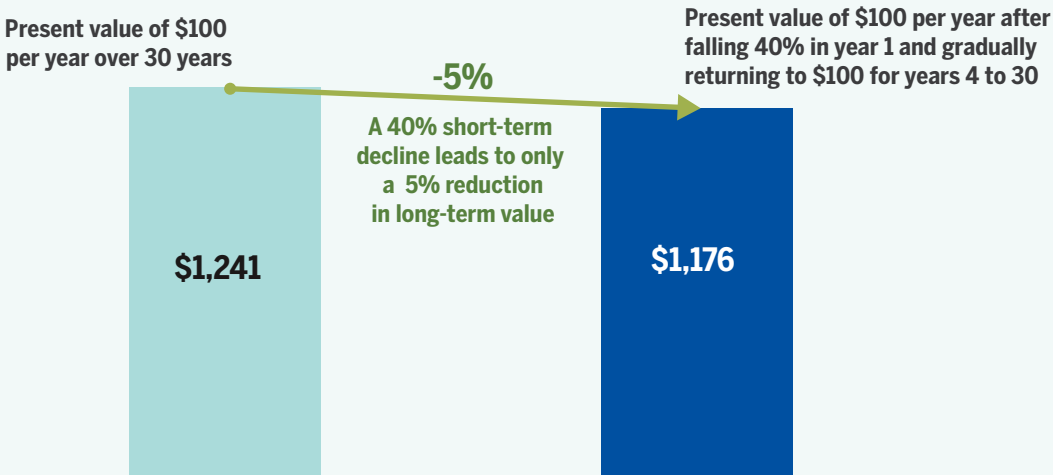 Present value of $100
per year over 30 years
Present value of $100 per year after
falling 40% in year 1 and gradually
returning to $100 for years 4 to 30
-5%
A 40% short-term
decline leads to only
a 5% reduction
in long-term value
$1,241
$1,176